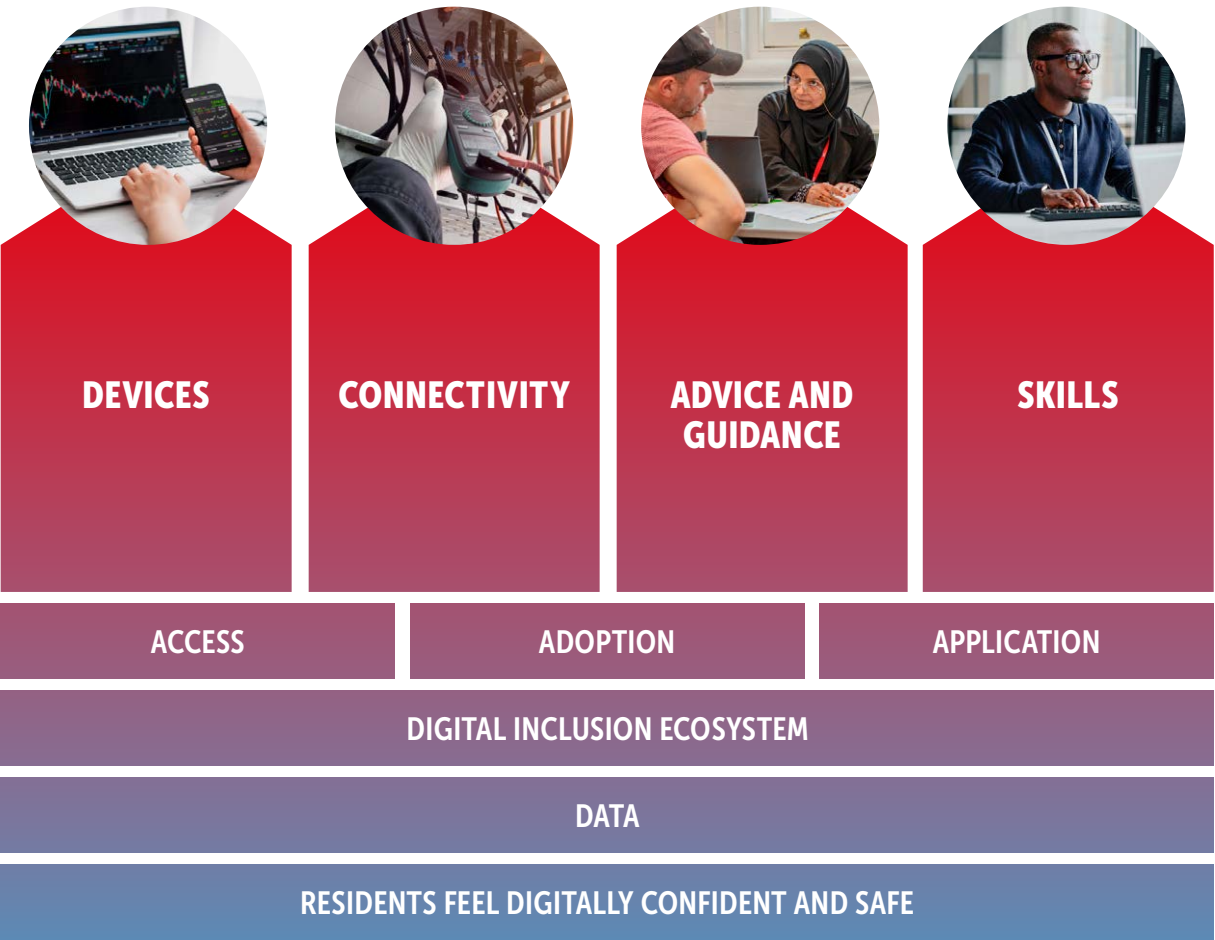 DEVICES
CONNECTIVITY
ADVICE AND
GUIDANCE
SKILLS
ACCESS
ADOPTION
APPLICATION
DIGITAL INCLUSION ECOSYSTEM
DATA
RESIDENTS FEEL DIGITALLY CONFIDENT AND SAFE